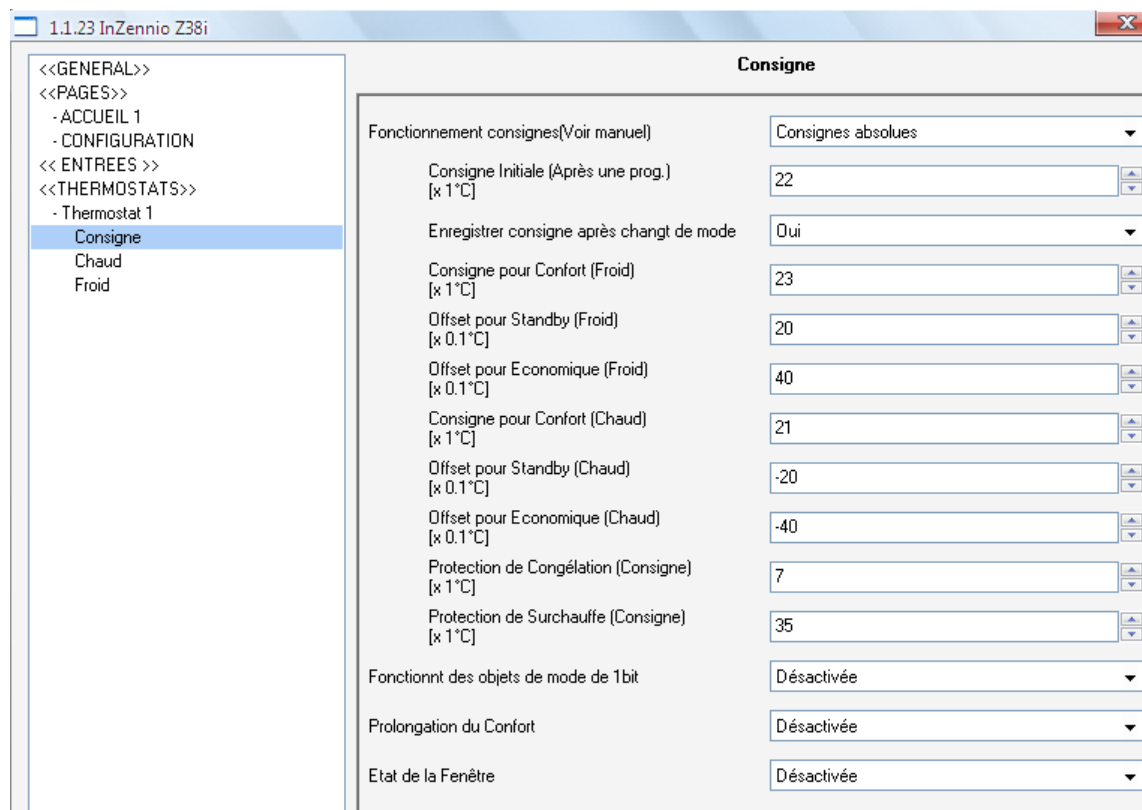 1.1.23 InZennio Z38i
<<GENERAL>>
<<PAGES>>
- ACCUEIL 1
- CONFIGURATION
<< ENTREES >>
<<THERMOSTATS>>
- Thermostat 1
Consigne
Chaud
Froid
Consigne
Fonctionnement consignes(Voir manuel)
Consignes absolues
Consigne Initiale (Après une prog.)
[x 1°C]
22
Enregistrer consigne après changt de mode
Oui
Consigne pour Confort (Froid)
[x 1°C]
23
Offset pour Standby (Froid)
[x 0.1°C]
20
Offset pour Economique (Froid)
[x 0.1°C]
40
Consigne pour Confort (Chaud)
[x 1°C]
21
Offset pour Standby (Chaud)
[x 0.1°C]
-20
Offset pour Economique (Chaud)
[x 0.1°C]
-40
Protection de Congélation (Consigne)
[x 1°C]
7
Protection de Surchauffe (Consigne)
[x 1°C]
35
Fonctionnt des objets de mode de 1bit
Désactivée
Prolongation du Confort
Désactivée
Etat de la Fenêtre
Désactivée